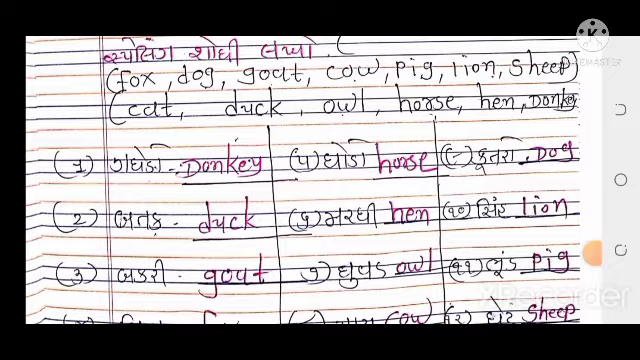 સ્પેલિંગ શોધી લખો. (
(fox, dog, goat, cow, pig, lion, Sheep)
(cat, duck, owl, horse, hen, Donkey
(૧) ગધેડો - Donkey (૫) ઘોડો horse (૯) કૂતરો Dog
(૨) બતક - duck (૬) મરઘી hen (૧૦) સિંહ lion
(૩) બકરી - goat (૭) ઘુવડ owl (૧૧) ભૂંડ pig
cow (૧૨) ઘેટું Sheep
KINEMASTER
XRecorder